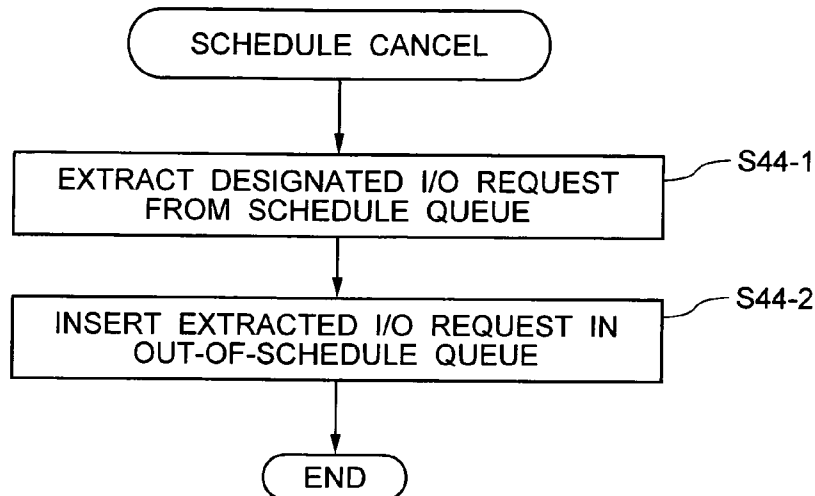 SCHEDULE CANCEL
S44-1
EXTRACT DESIGNATED I/O REQUEST
FROM SCHEDULE QUEUE
S44-2
INSERT EXTRACTED I/O REQUEST IN
OUT-OF-SCHEDULE QUEUE
END